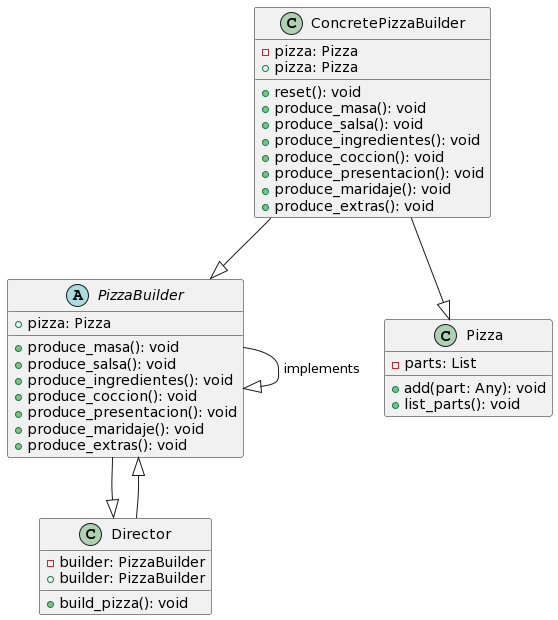 C ConcretePizzaBuilder
pizza: Pizza
pizza: Pizza
reset(): void
produce_masa(): void
produce_salsa(): void
produce_ingredientes(): void
produce_coccion(): void
produce_presentacion(): void
produce_maridaje(): void
produce_extras(): void
A PizzaBuilder
pizza: Pizza
produce_masa(): void
produce_salsa(): void
produce_ingredientes(): void
produce_coccion(): void
produce_presentacion(): void
produce_maridaje(): void
produce_extras(): void
implements
C Pizza
parts: List
add(part: Any): void
list_parts(): void
C Director
builder: PizzaBuilder
builder: PizzaBuilder
build_pizza(): void